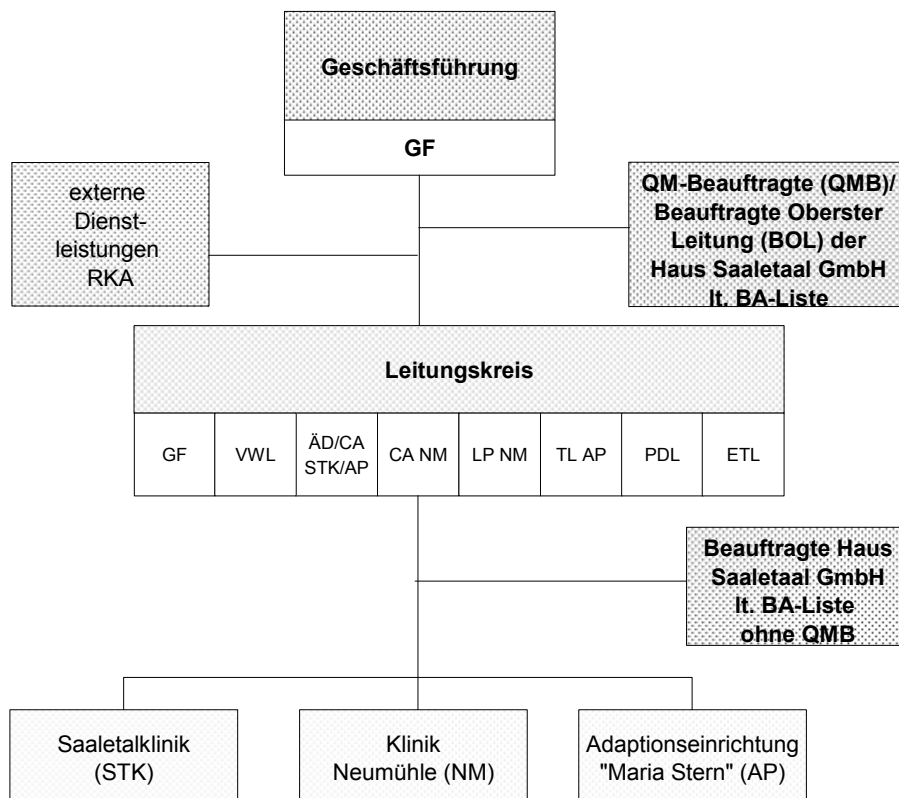 Geschäftsführung
GF
externe
Dienst-
leistungen
RKA
QM-Beauftragte (QMB)/
Beauftragte Oberster
Leitung (BOL) der
Haus Saaletaal GmbH
lt. BA-Liste
Leitungskreis
GF
VWL
ÄD/CA
STK/AP
CA NM
LP NM
TL AP
PDL
ETL
Beauftragte Haus
Saaletaal GmbH
lt. BA-Liste
ohne QMB
Saaletalklinik
(STK)
Klinik
Neumühle (NM)
Adaptionseinrichtung
"Maria Stern" (AP)